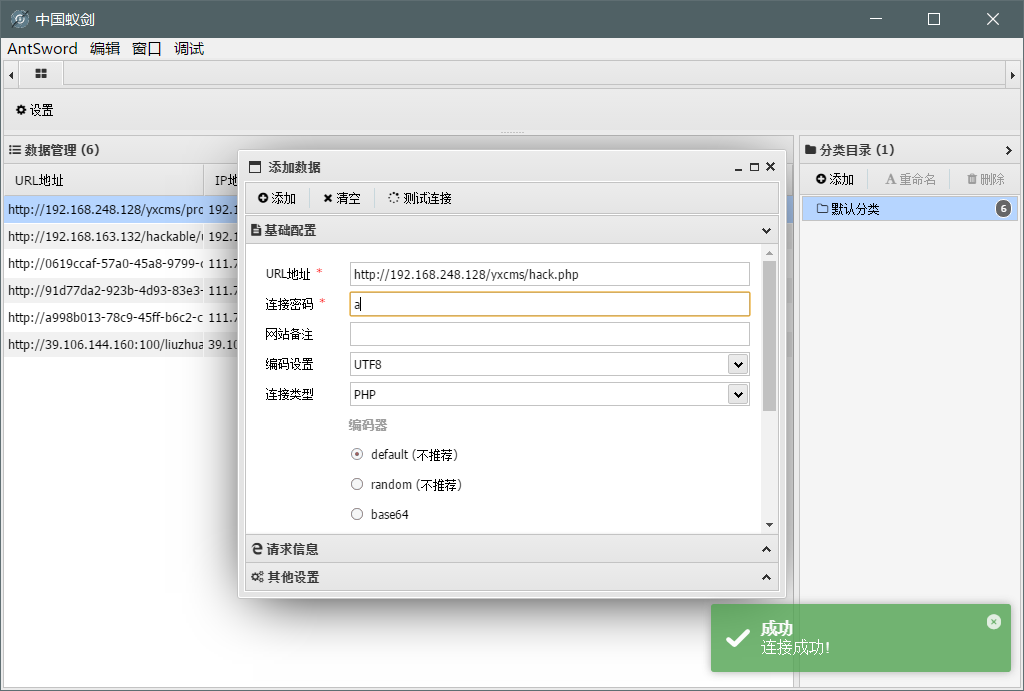 中国蚁剑
AntSword 编辑 窗口 调试
设置
数据管理 (6)
URL地址 IP地
http://192.168.248.128/yxcms/pro 192.1
http://192.168.163.132/hackable/u 192.1
http://0619ccaf-57a0-45a8-9799-c 111.7
http://91d77da2-923b-4d93-83e3- 111.7
http://a998b013-78c9-45ff-b6c2-c 111.7
http://39.106.144.160:100/liuzhua 39.10
添加数据
添加 清空 测试连接
基础配置
URL地址 * http://192.168.248.128/yxcms/hack.php
连接密码 * a
网站备注
编码设置 UTF8
连接类型 PHP
编码器
default (不推荐)
random (不推荐)
base64
请求信息
其他设置
分类目录 (1)
添加 A 重命名 删除
默认分类 6
成功
连接成功!